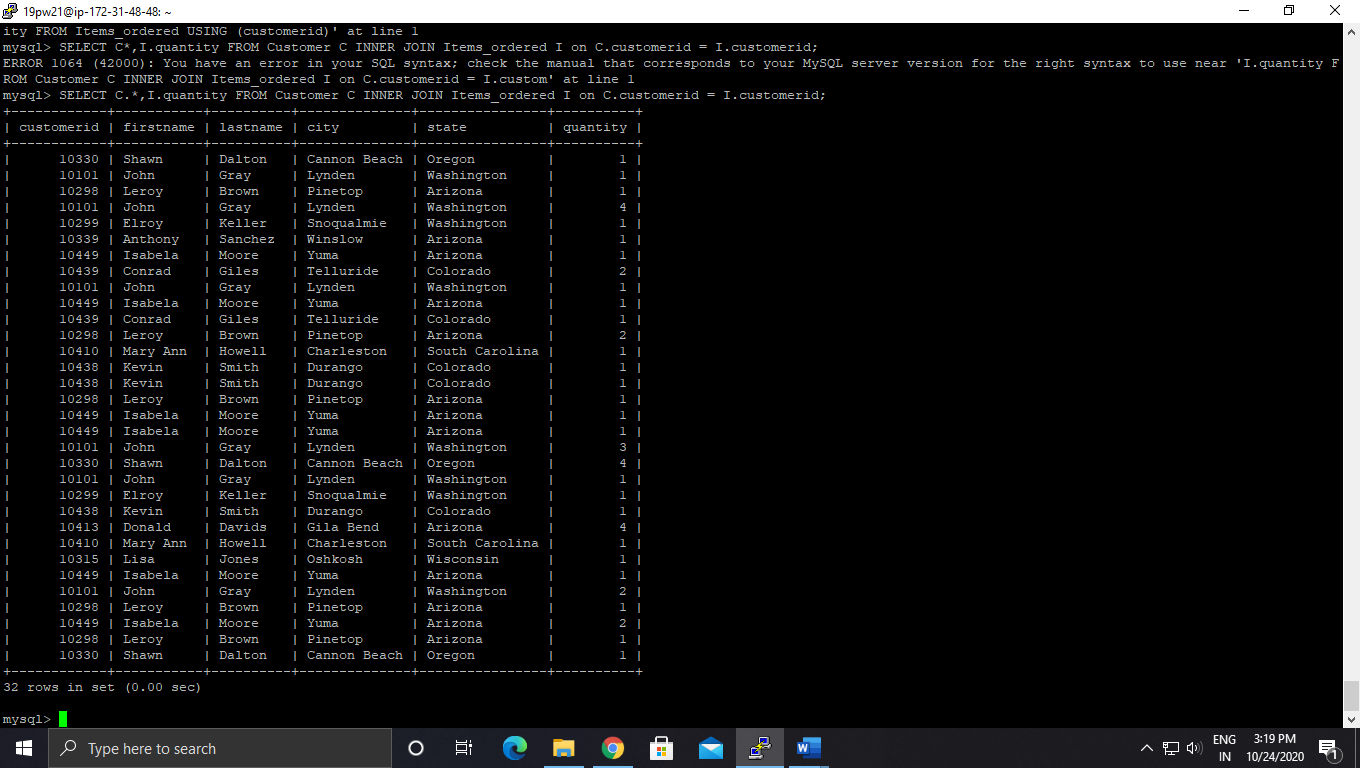 19pw21@ip-172-31-48-48: ~
ity FROM Items_ordered USING (customerid)' at line 1
mysql> SELECT C*,I.quantity FROM Customer C INNER JOIN Items_ordered I on C.customerid = I.customerid;
ERROR 1064 (42000): You have an error in your SQL syntax; check the manual that corresponds to your MySQL server version for the right syntax to use near 'I.quantity F
ROM Customer C INNER JOIN Items_ordered I on C.customerid = I.custom' at line 1
mysql> SELECT C.*,I.quantity FROM Customer C INNER JOIN Items_ordered I on C.customerid = I.customerid;
+------------+-----------+----------+--------------+----------------+----------+
| customerid | firstname | lastname | city         | state          | quantity |
+------------+-----------+----------+--------------+----------------+----------+
|      10330 | Shawn     | Dalton   | Cannon Beach | Oregon         |        1 |
|      10101 | John      | Gray     | Lynden       | Washington     |        1 |
|      10298 | Leroy     | Brown    | Pinetop      | Arizona        |        1 |
|      10101 | John      | Gray     | Lynden       | Washington     |        4 |
|      10299 | Elroy     | Keller   | Snoqualmie   | Washington     |        1 |
|      10339 | Anthony   | Sanchez  | Winslow      | Arizona        |        1 |
|      10449 | Isabela   | Moore    | Yuma         | Arizona        |        1 |
|      10439 | Conrad    | Giles    | Telluride    | Colorado       |        2 |
|      10101 | John      | Gray     | Lynden       | Washington     |        1 |
|      10449 | Isabela   | Moore    | Yuma         | Arizona        |        1 |
|      10439 | Conrad    | Giles    | Telluride    | Colorado       |        1 |
|      10298 | Leroy     | Brown    | Pinetop      | Arizona        |        2 |
|      10410 | Mary Ann  | Howell   | Charleston   | South Carolina |        1 |
|      10438 | Kevin     | Smith    | Durango      | Colorado       |        1 |
|      10438 | Kevin     | Smith    | Durango      | Colorado       |        1 |
|      10298 | Leroy     | Brown    | Pinetop      | Arizona        |        1 |
|      10449 | Isabela   | Moore    | Yuma         | Arizona        |        1 |
|      10449 | Isabela   | Moore    | Yuma         | Arizona        |        1 |
|      10101 | John      | Gray     | Lynden       | Washington     |        3 |
|      10330 | Shawn     | Dalton   | Cannon Beach | Oregon         |        4 |
|      10101 | John      | Gray     | Lynden       | Washington     |        1 |
|      10299 | Elroy     | Keller   | Snoqualmie   | Washington     |        1 |
|      10438 | Kevin     | Smith    | Durango      | Colorado       |        1 |
|      10413 | Donald    | Davids   | Gila Bend    | Arizona        |        4 |
|      10410 | Mary Ann  | Howell   | Charleston   | South Carolina |        1 |
|      10315 | Lisa      | Jones    | Oshkosh      | Wisconsin      |        1 |
|      10449 | Isabela   | Moore    | Yuma         | Arizona        |        1 |
|      10101 | John      | Gray     | Lynden       | Washington     |        2 |
|      10298 | Leroy     | Brown    | Pinetop      | Arizona        |        1 |
|      10449 | Isabela   | Moore    | Yuma         | Arizona        |        2 |
|      10298 | Leroy     | Brown    | Pinetop      | Arizona        |        1 |
|      10330 | Shawn     | Dalton   | Cannon Beach | Oregon         |        1 |
+------------+-----------+----------+--------------+----------------+----------+
32 rows in set (0.00 sec)
mysql>
Type here to search
W
ENG
IN
3:19 PM
10/24/2020
1